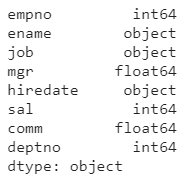 empno int64
ename object
job object
mgr float64
hiredate object
sal int64
comm float64
deptno int64
dtype: object